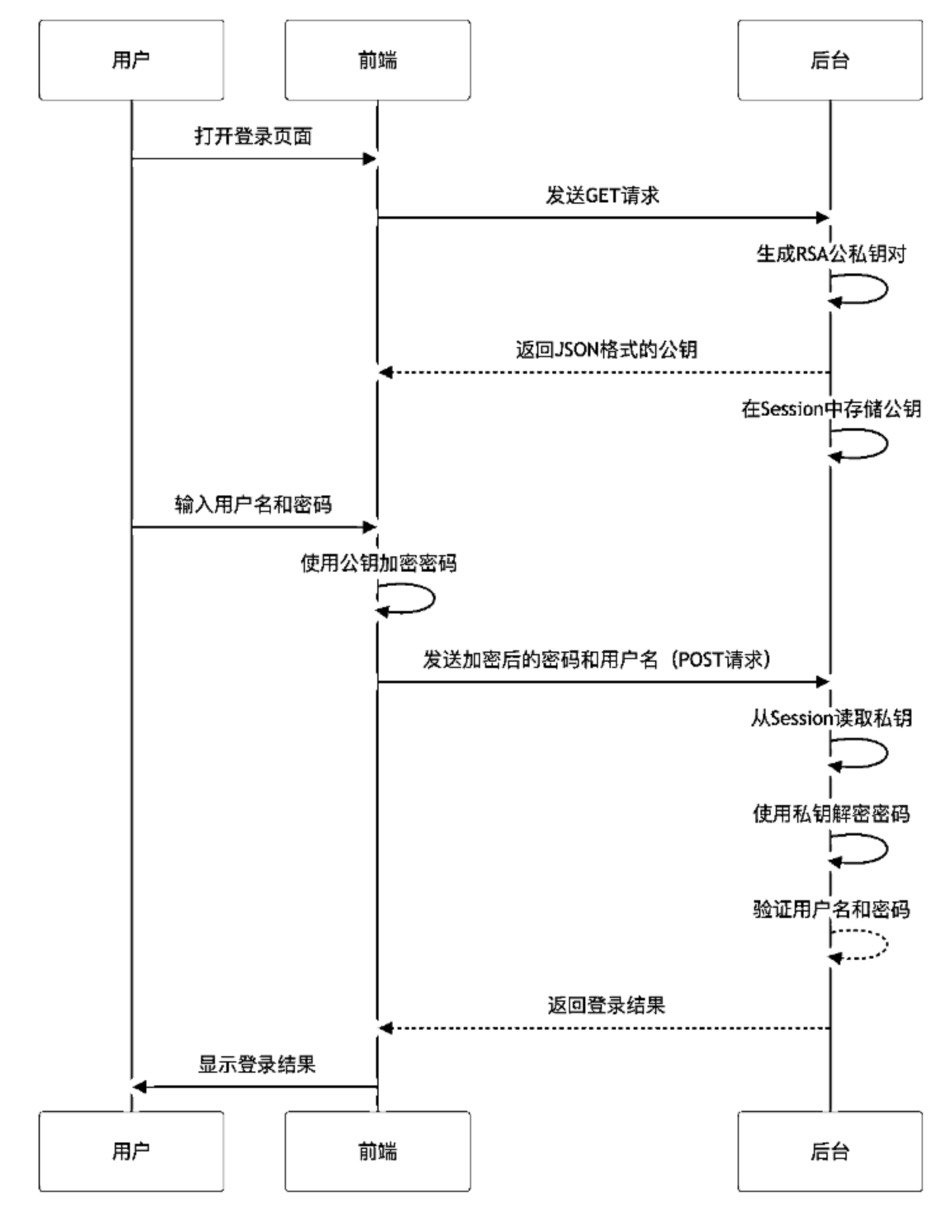 用户
前端
后台
打开登录页面
发送GET请求
生成RSA公私钥对
返回JSON格式的公钥
在Session中存储公钥
输入用户名和密码
使用公钥加密密码
发送加密后的密码和用户名（POST请求）
从Session读取私钥
使用私钥解密密码
验证用户名和密码
返回登录结果
显示登录结果
用户
前端
后台